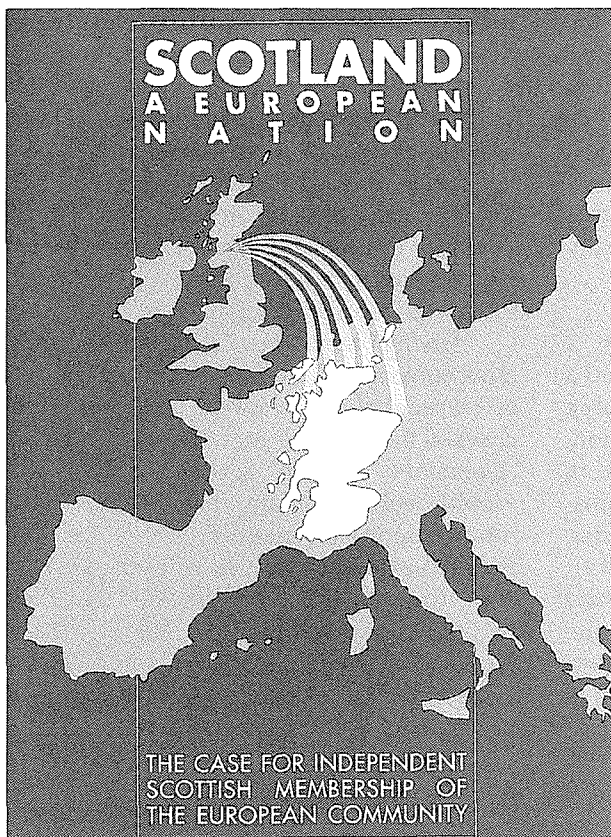 SCOTLAND
A EUROPEAN
NATION
THE CASE FOR INDEPENDENT
SCOTTISH MEMBERSHIP OF
THE EUROPEAN COMMUNITY